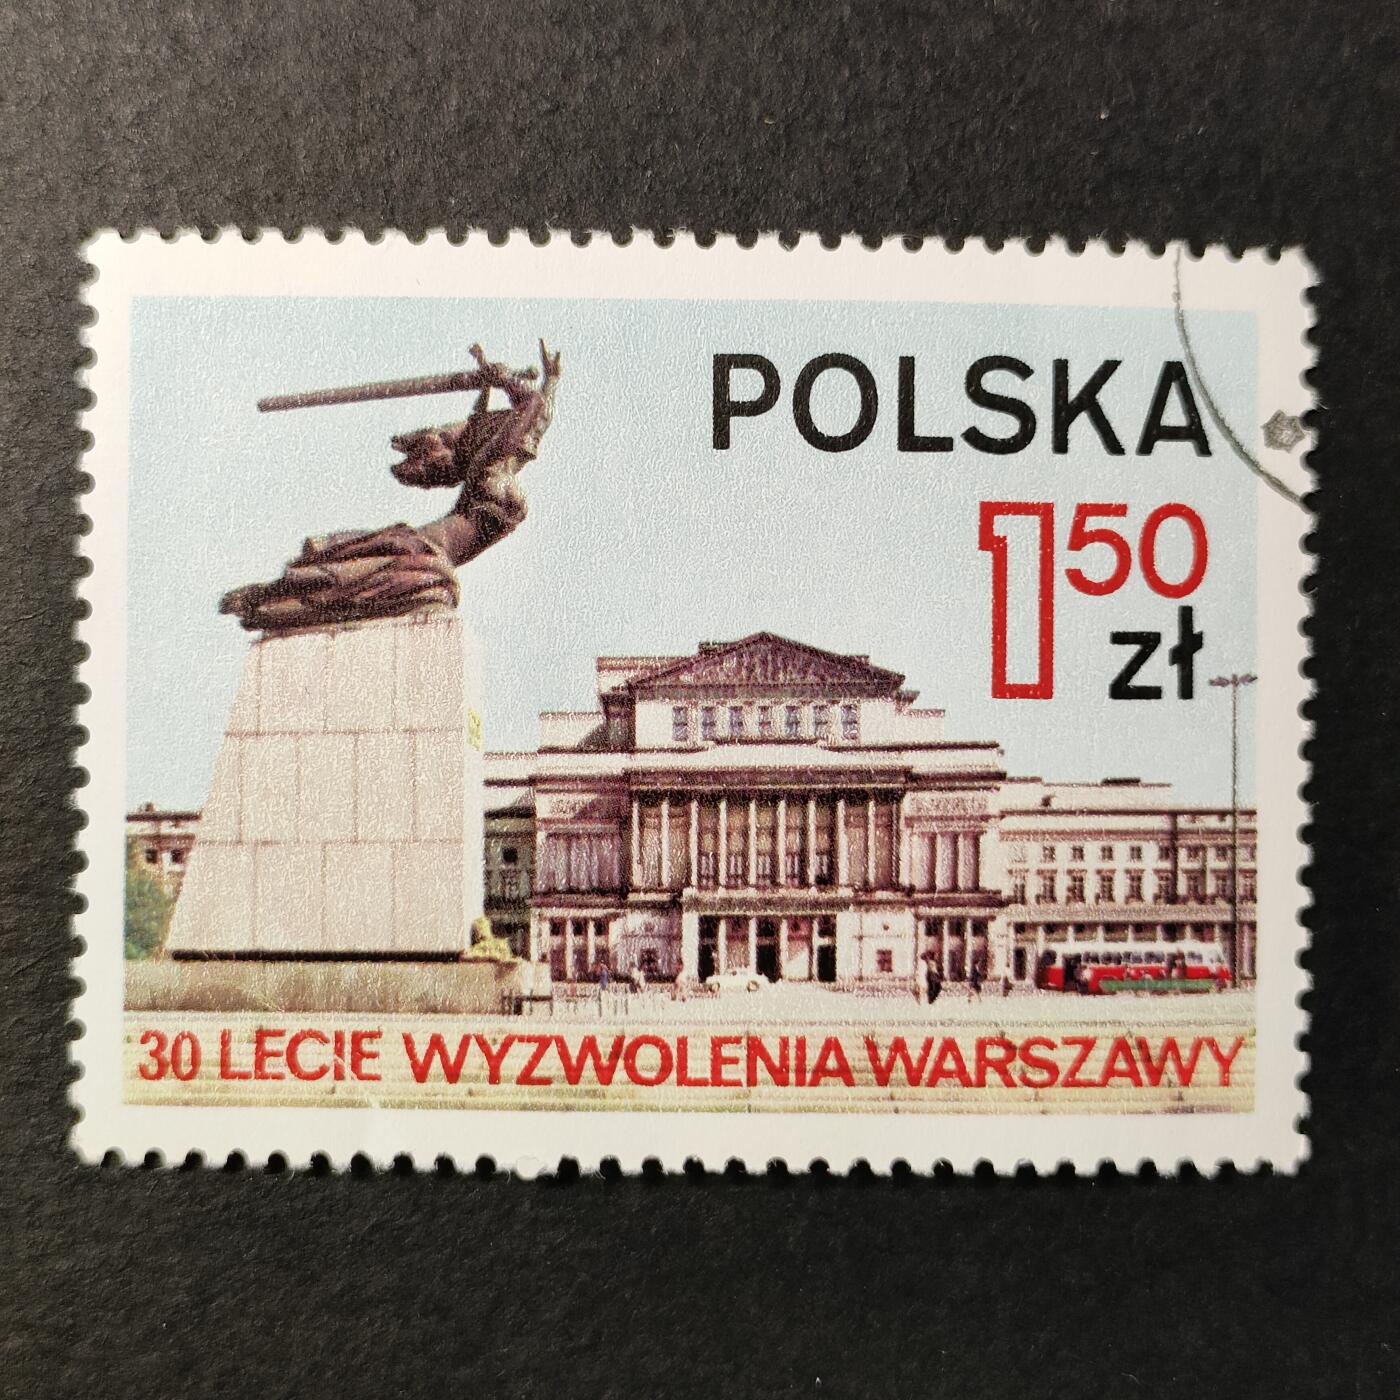 POLSKA
1 50
zł
30 LECIE WYZWOLENIA WARSZAWY